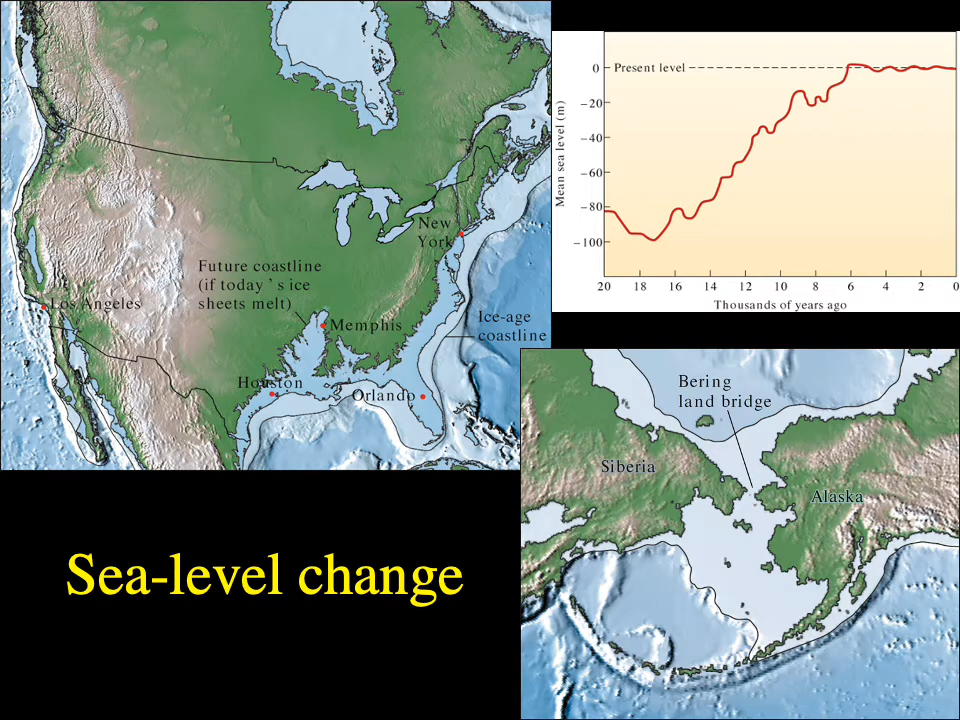 New
York
Future coastline
(if today ’ s ice
sheets melt)
Los Angeles
Memphis
Ice-age
coastline
Houston
Orlando
Mean sea level (m)
0
Present level
−20
−40
−60
−80
−100
20 18 16 14 12 10 8 6 4 2 0
Thousands of years ago
Bering
land bridge
Siberia
Alaska
Sea-level change